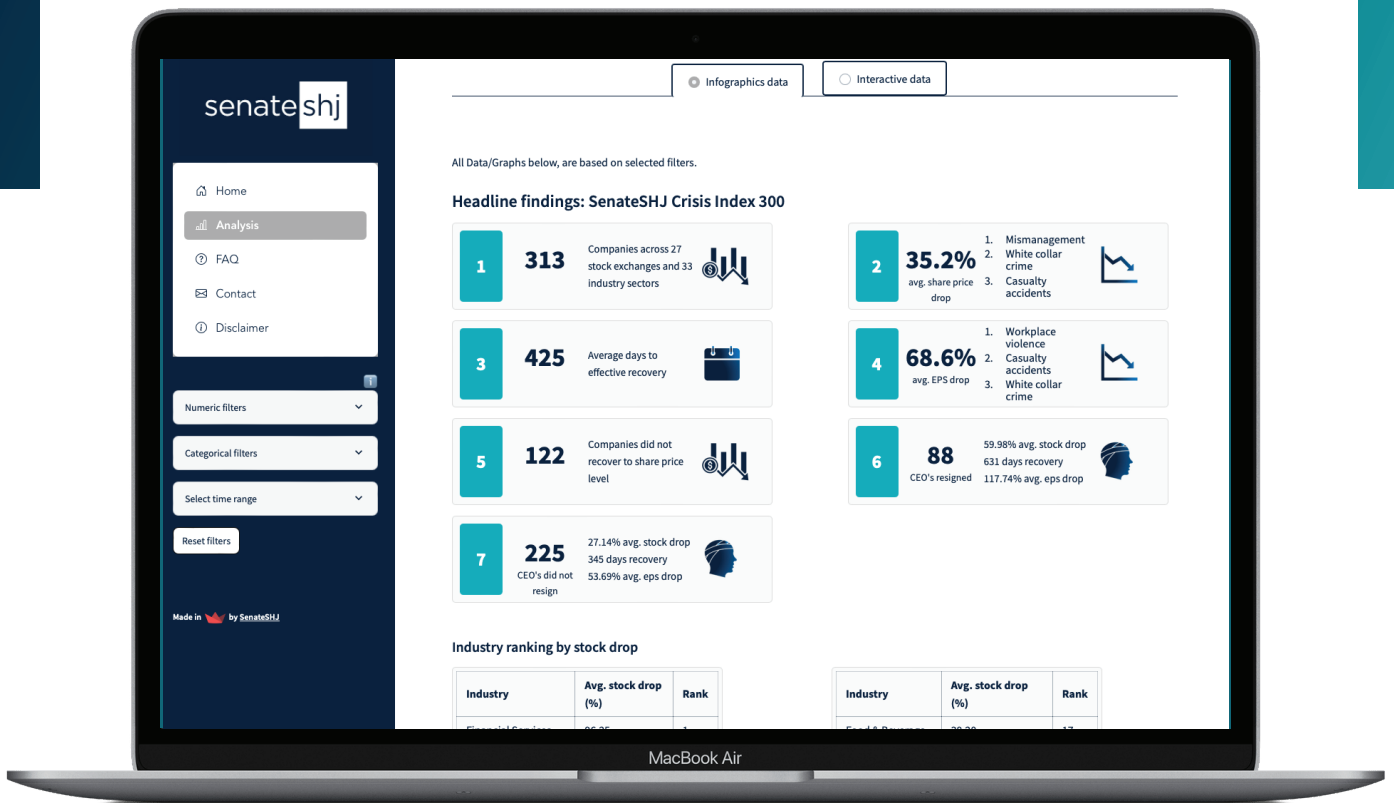 senate shj
Infographics data
Interactive data
Home
Analysis
FAQ
Contact
Disclaimer
Numeric filters
Categorical filters
Select time range
Reset filters
Made in by SenateSHJ
All Data/Graphs below, are based on selected filters.
Headline findings: SenateSHJ Crisis Index 300
1
313
Companies across 27
stock exchanges and 33
industry sectors
2
35.2%
avg. share price
drop
1. Mismanagement
2. White collar
crime
3. Casualty
accidents
3
425
Average days to
effective recovery
4
68.6%
avg. EPS drop
1. Workplace
violence
2. Casualty
accidents
3. White collar
crime
5
122
Companies did not
recover to share price
level
6
88
CEO's resigned
59.98% avg. stock drop
631 days recovery
117.74% avg. eps drop
7
225
CEO's did not
resign
27.14% avg. stock drop
345 days recovery
53.69% avg. eps drop
Industry ranking by stock drop
Industry
Avg. stock drop
(%)
Rank
Industry
Avg. stock drop
(%)
Rank
MacBook Air